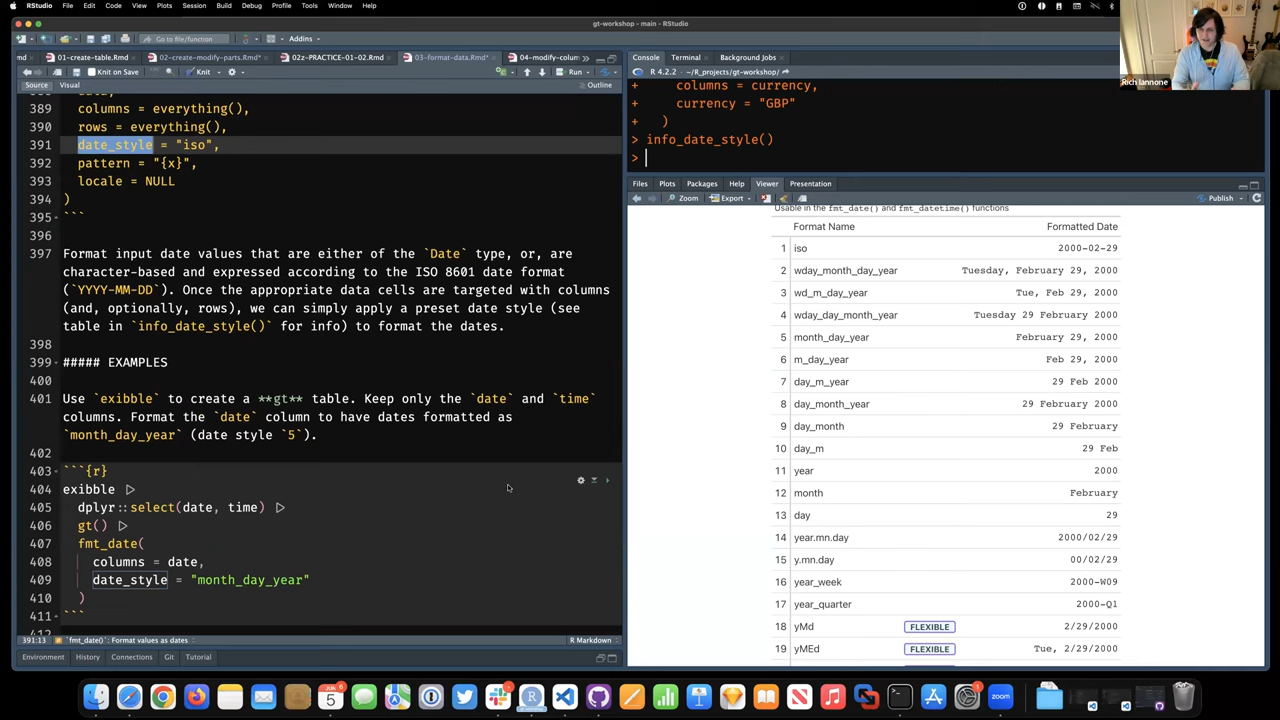 RStudio File Edit Code View Plots Session Build Debug Profile Tools Window Help
gt-workshop - main - RStudio
Go to file/function Addins
md 01-create-table.Rmd 02-create-modify-parts.Rmd* 02z-PRACTICE-01-02.Rmd 03-format-data.Rmd* 04-modify-colum
Knit on Save Knit Run
Source Visual Outline
389 columns = everything(),
390 rows = everything(),
391 date_style = "iso",
392 pattern = "{x}",
393 locale = NULL
394 )
395 ```
396
397 Format input date values that are either of the `Date` type, or, are
character-based and expressed according to the ISO 8601 date format
(`YYYY-MM-DD`). Once the appropriate data cells are targeted with columns
(and, optionally, rows), we can simply apply a preset date style (see
table in `info_date_style()` for info) to format the dates.
398
399 ##### EXAMPLES
400
401 Use `exibble` to create a **gt** table. Keep only the `date` and `time`
columns. Format the `date` column to have dates formatted as
`month_day_year` (date style `5`).
402
403 ```{r}
404 exibble |>
405 dplyr::select(date, time) |>
406 gt() |>
407 fmt_date(
408 columns = date,
409 date_style = "month_day_year"
410 )
411 ```
412
391:13 `fmt_date()`: Format values as dates R Markdown
Environment History Connections Git Tutorial
Console Terminal Background Jobs
R 4.2.2 · ~/R_projects/gt-workshop/
+ columns = currency,
+ currency = "GBP"
+ )
> info_date_style()
>
Rich Iannone
Files Plots Packages Help Viewer Presentation
Zoom Export Publish
Usable in the fmt_date() and fmt_datetime() functions
Format Name Formatted Date
1 iso 2000-02-29
2 wday_month_day_year Tuesday, February 29, 2000
3 wd_m_day_year Tue, Feb 29, 2000
4 wday_day_month_year Tuesday 29 February 2000
5 month_day_year February 29, 2000
6 m_day_year Feb 29, 2000
7 day_m_year 29 Feb 2000
8 day_month_year 29 February 2000
9 day_month 29 February
10 day_m 29 Feb
11 year 2000
12 month February
13 day 29
14 year.mn.day 2000/02/29
15 y.mn.day 00/02/29
16 year_week 2000-W09
17 year_quarter 2000-Q1
18 yMd FLEXIBLE 2/29/2000
19 yMEd FLEXIBLE Tue, 2/29/2000
JUN 5 zoom